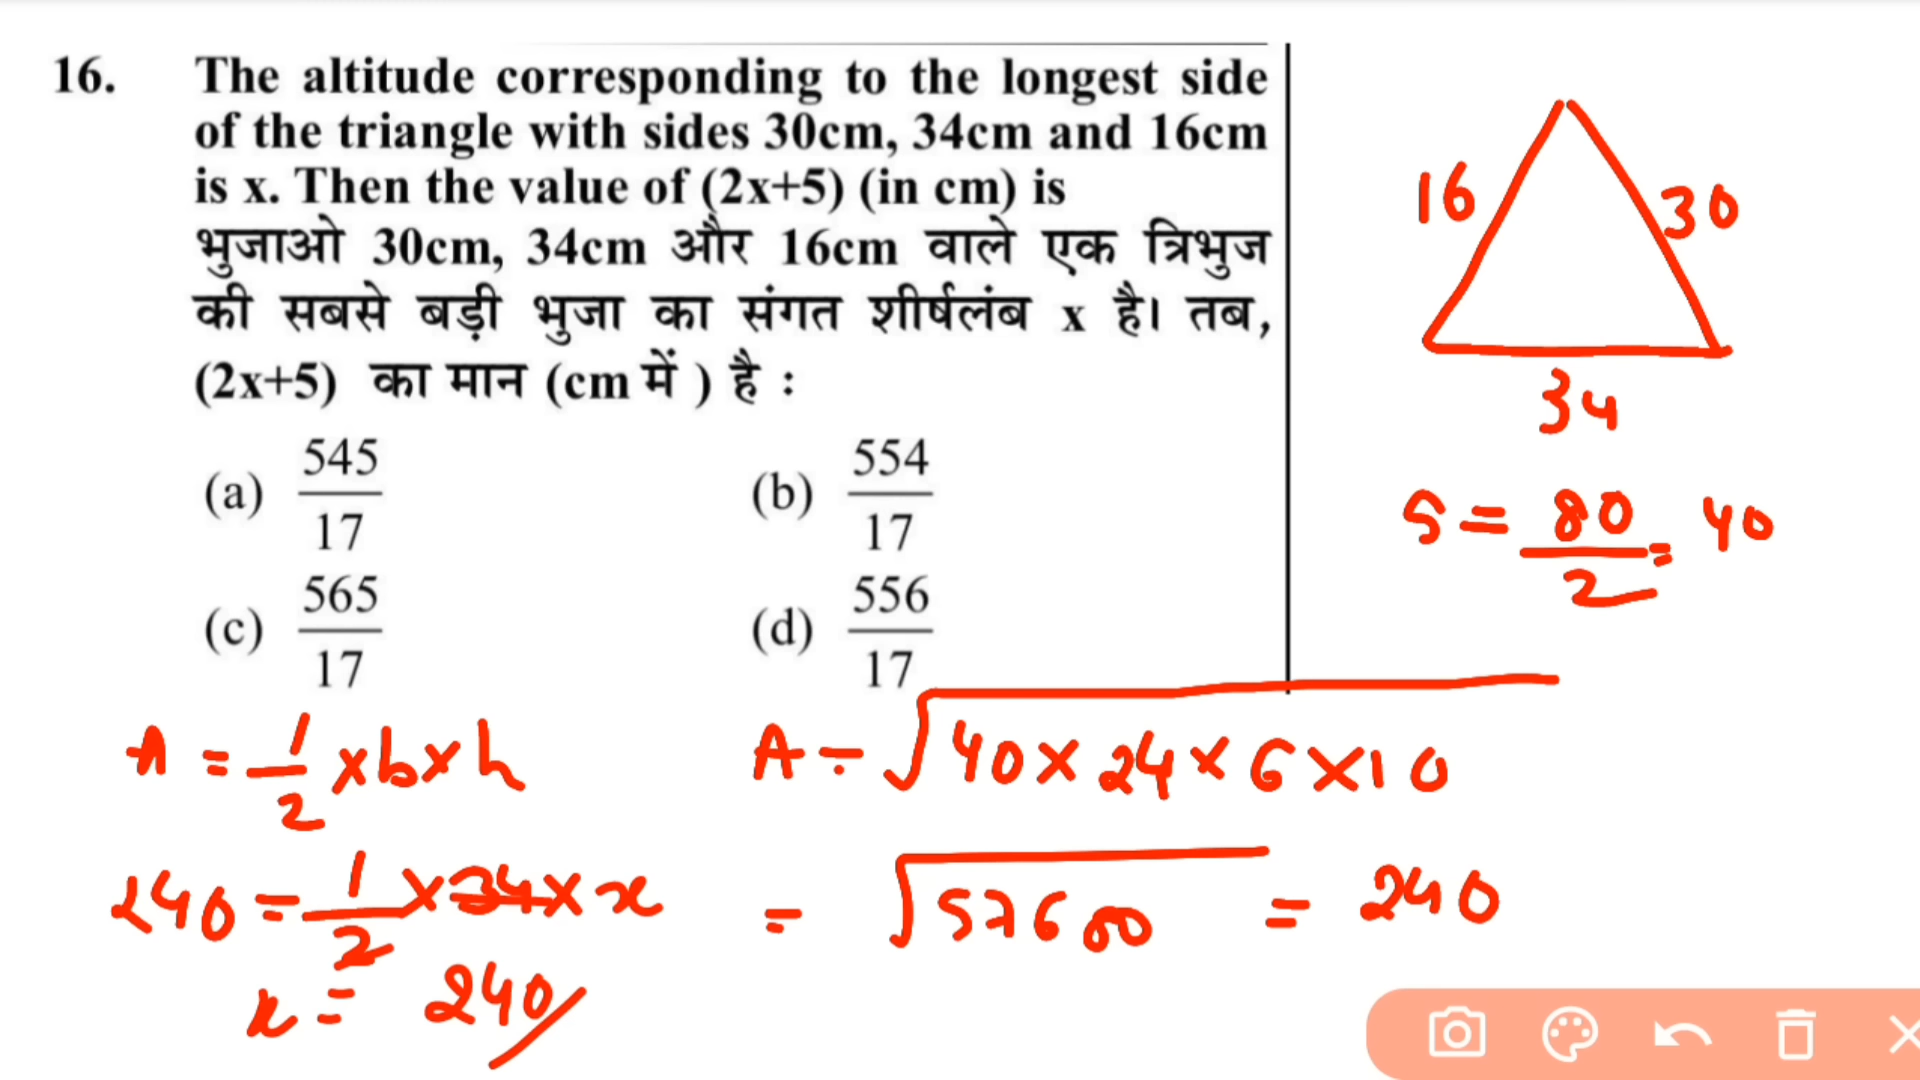 16. The altitude corresponding to the longest side
of the triangle with sides 30cm, 34cm and 16cm
is x. Then the value of (2x+5) (in cm) is
भुजाओ 30cm, 34cm और 16cm वाले एक त्रिभुज
की सबसे बड़ी भुजा का संगत शीर्षलंब x है। तब,
(2x+5) का मान (cm में ) है :
(a) 545/17 (b) 554/17
(c) 565/17 (d) 556/17
16 30
34
S = 80/2 = 40
A = 1/2 × b × h
240 = 1/2 × 34 × x
x = 240/
A = √40 × 24 × 6 × 10
= √57600 = 240